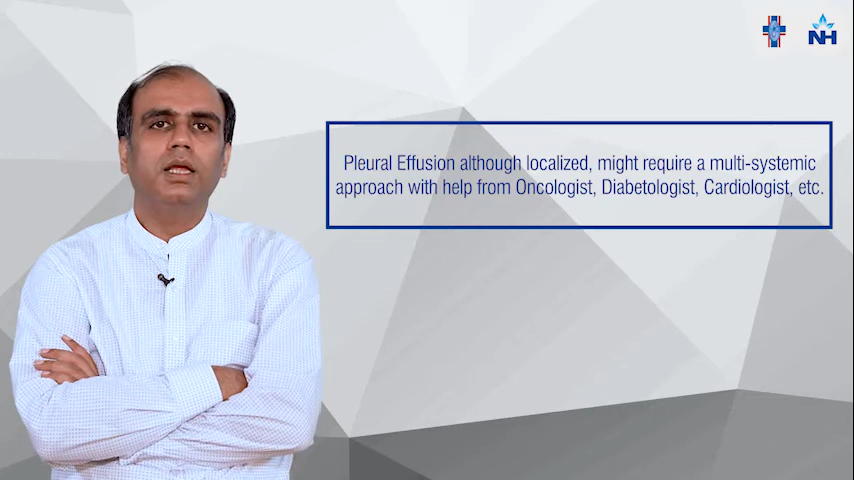 NH
Pleural Effusion although localized, might require a multi-systemic
approach with help from Oncologist, Diabetologist, Cardiologist, etc.